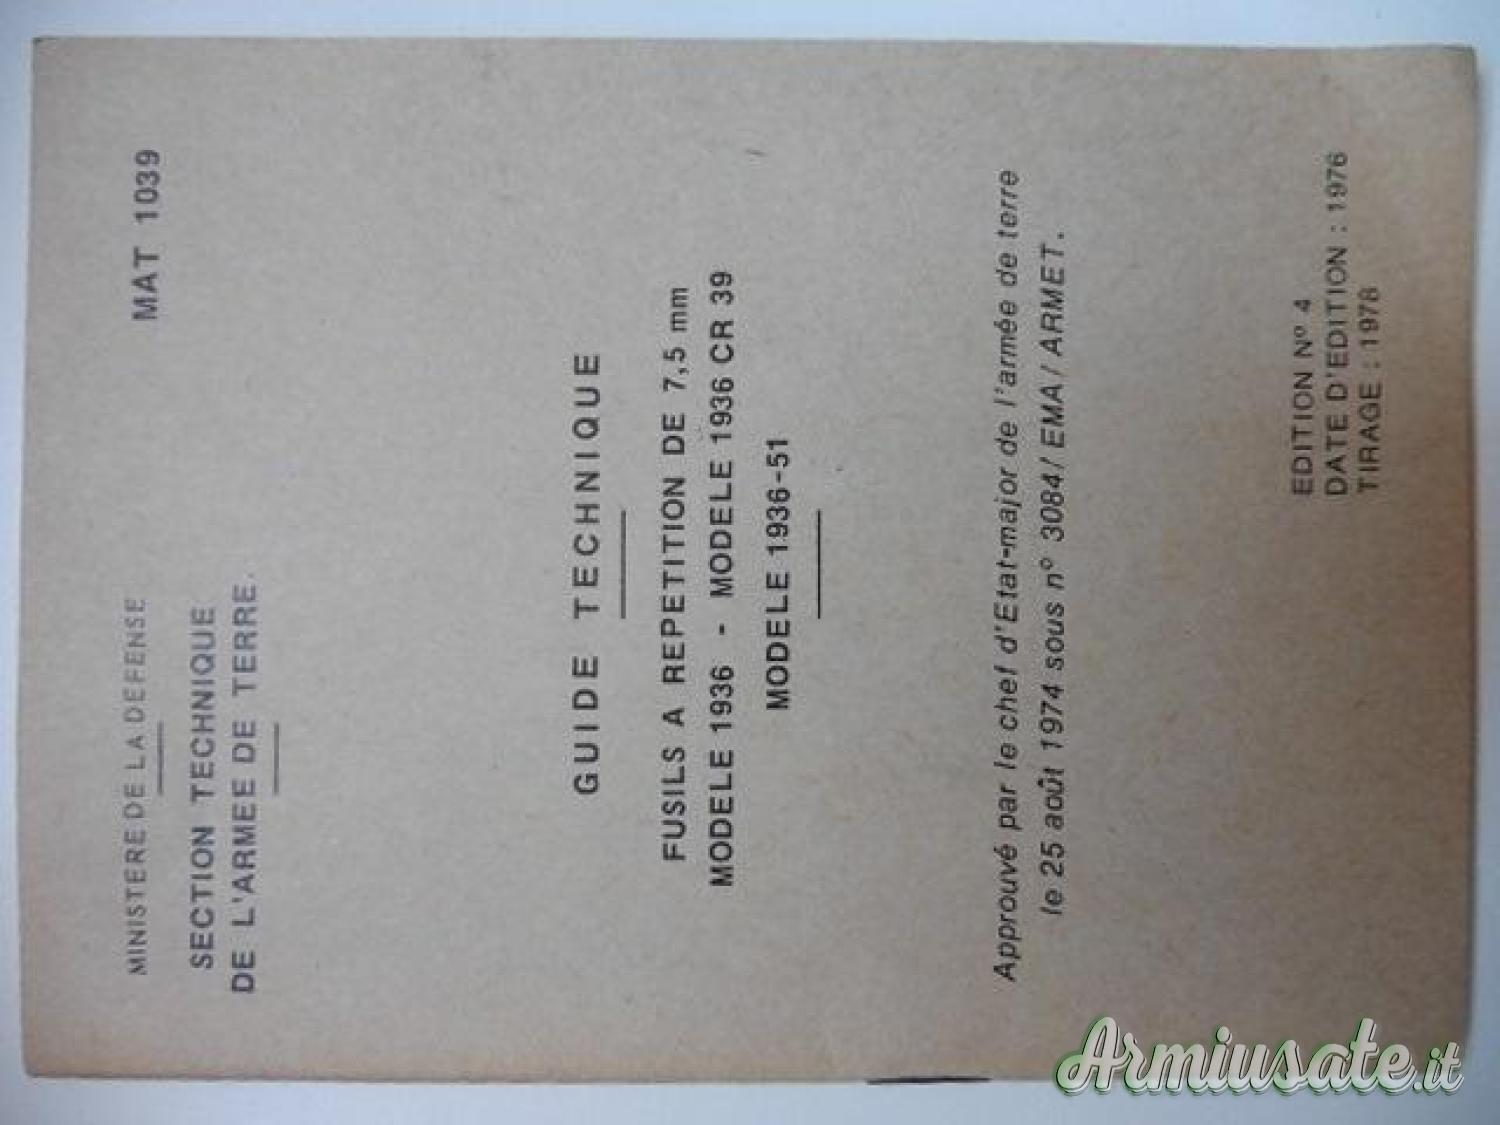 MINISTERE DE LA DEFENSE
MAT 1039
SECTION TECHNIQUE
DE L'ARMEE DE TERRE.
GUIDE TECHNIQUE
FUSILS A REPETITION DE 7,5 mm
MODELE 1936 - MODELE 1936 CR 39
MODELE 1936-51
Approuvé par le chef d'Etat-major de l'armée de terre
le 25 août 1974 sous n° 3084/ EMA/ ARMET.
EDITION N° 4
DATE D'EDITION : 1976
TIRAGE : 1978
Armiusate.it